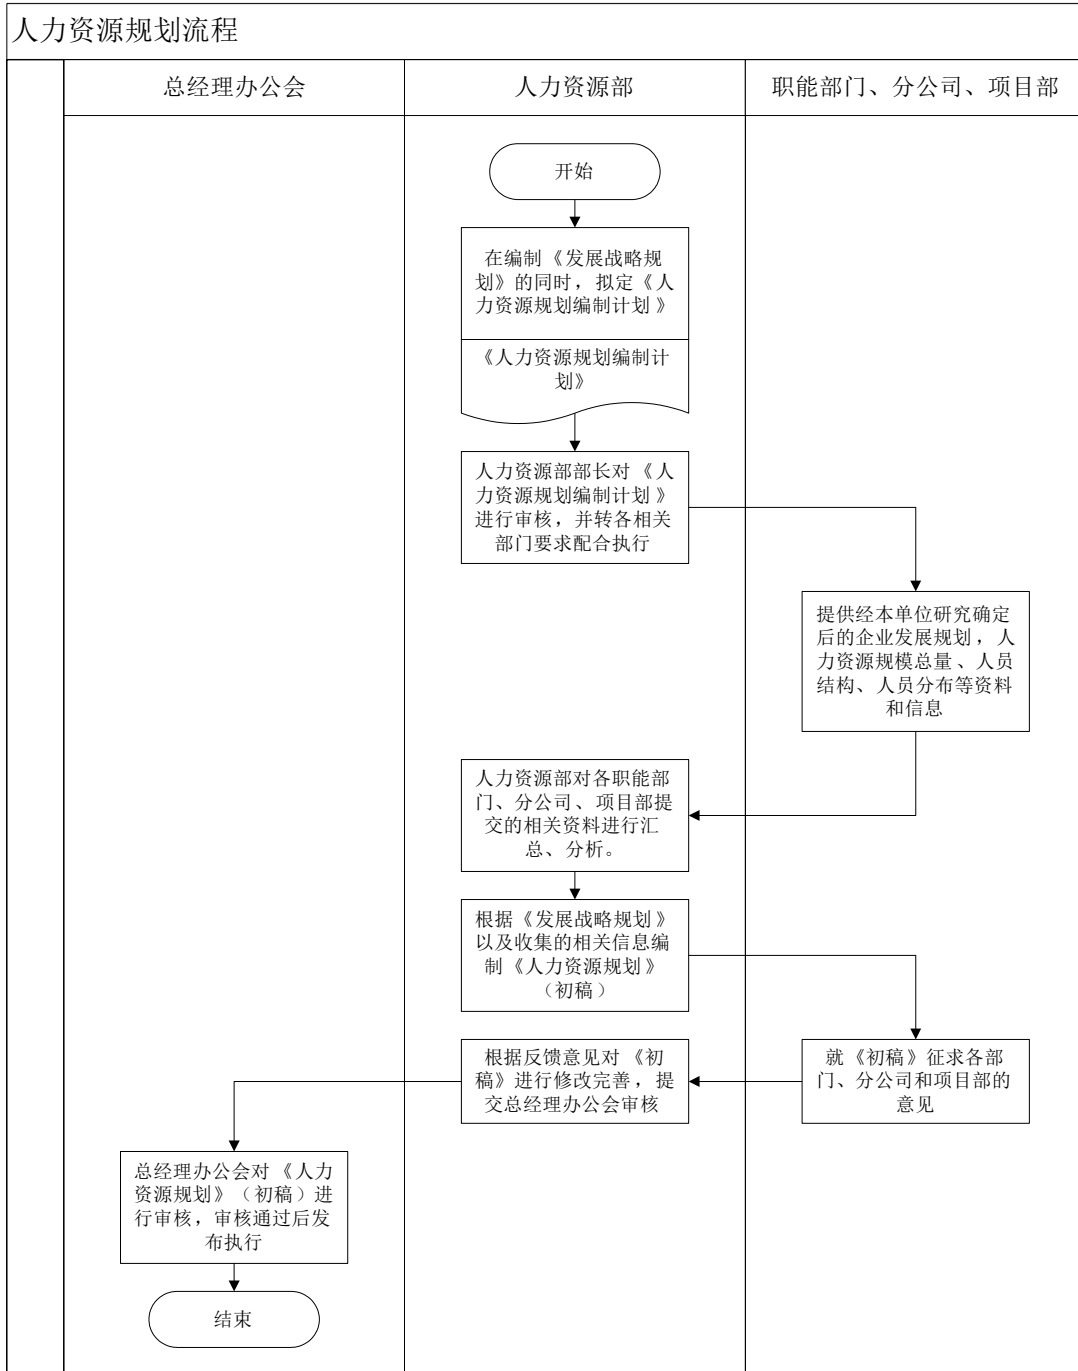 人力资源规划流程
总经理办公会
人力资源部
职能部门、分公司、项目部
开始
在编制《发展战略规
划》的同时，拟定《人
力资源规划编制计划》
《人力资源规划编制计
划》
人力资源部部长对《人
力资源规划编制计划》
进行审核，并转各相关
部门要求配合执行
提供经本单位研究确定
后的企业发展规划，人
力资源规模总量、人员
结构、人员分布等资料
和信息
人力资源部对各职能部
门、分公司、项目部提
交的相关资料进行汇
总、分析。
根据《发展战略规划》
以及收集的相关信息编
制《人力资源规划》
（初稿）
就《初稿》征求各部
门、分公司和项目部的
意见
根据反馈意见对《初
稿》进行修改完善，提
交总经理办公会审核
总经理办公会对《人力
资源规划》（初稿）进
行审核，审核通过后发
布执行
结束